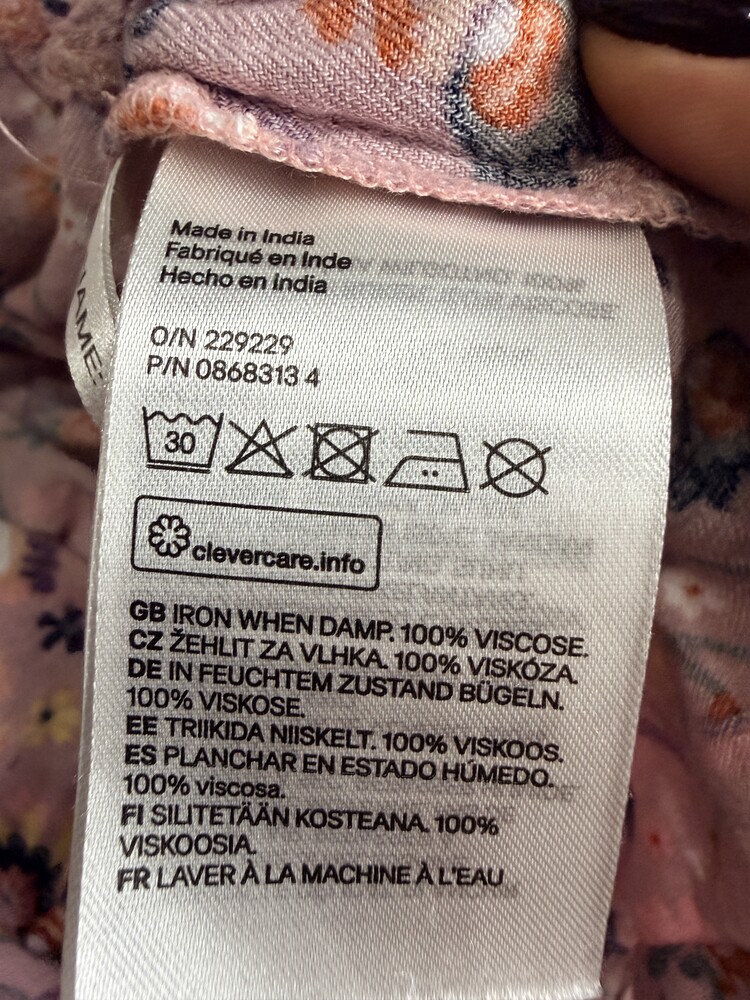 Made in India
Fabriqué en Inde
Hecho en India
O/N 229229
P/N 0868313 4
30
clevercare.info
GB IRON WHEN DAMP. 100% VISCOSE.
CZ ŽEHLIT ZA VLHKA. 100% VISKÓZA.
DE IN FEUCHTEM ZUSTAND BÜGELN.
100% VISKOSE.
EE TRIIKIDA NIISKELT. 100% VISKOOS.
ES PLANCHAR EN ESTADO HÚMEDO.
100% viscosa.
FI SILITETÄÄN KOSTEANA. 100%
VISKOOSIA.
FR LAVER À LA MACHINE À L'EAU
AME: